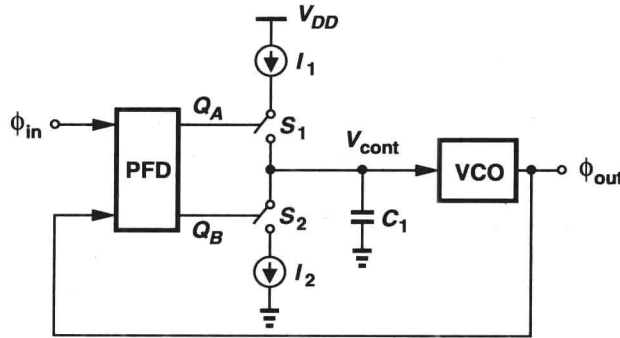 V_DD
I_1
Q_A
S_1
ϕ_in
PFD
V_cont
VCO
ϕ_out
Q_B
S_2
C_1
I_2